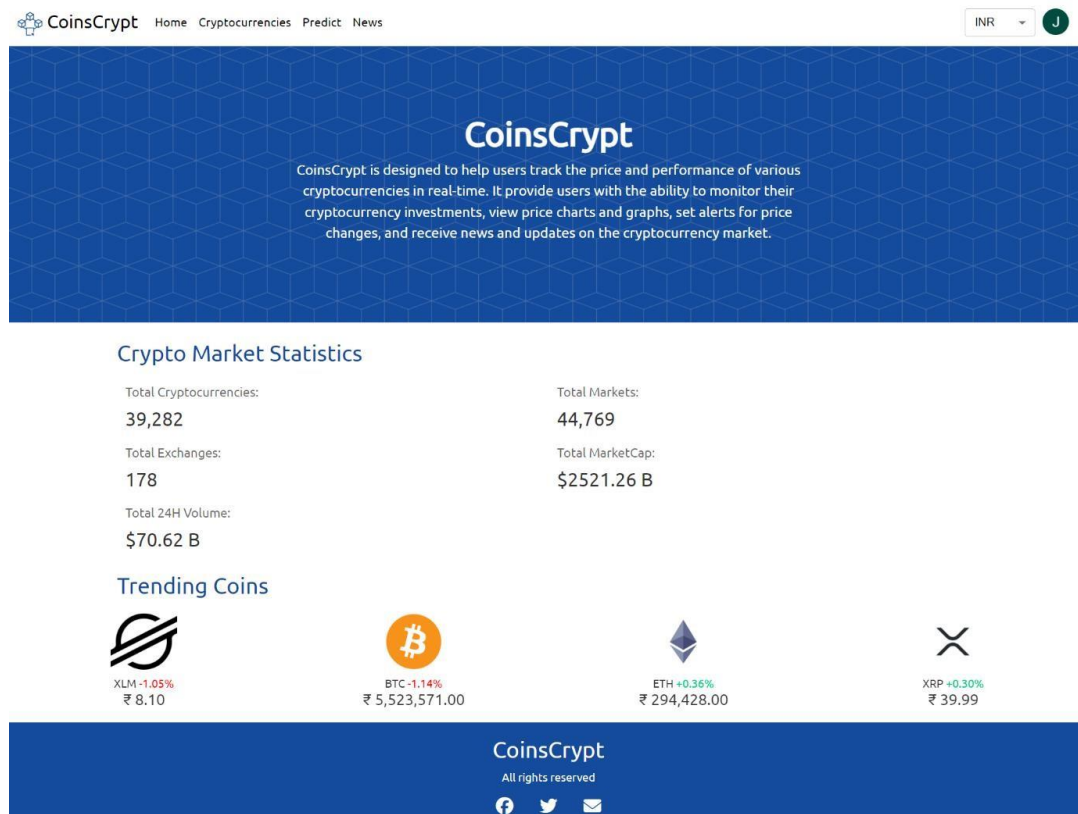 CoinsCrypt Home Cryptocurrencies Predict News INR J
CoinsCrypt
CoinsCrypt is designed to help users track the price and performance of various
cryptocurrencies in real-time. It provide users with the ability to monitor their
cryptocurrency investments, view price charts and graphs, set alerts for price
changes, and receive news and updates on the cryptocurrency market.
Crypto Market Statistics
Total Cryptocurrencies:
39,282
Total Markets:
44,769
Total Exchanges:
178
Total MarketCap:
$2521.26 B
Total 24H Volume:
$70.62 B
Trending Coins
XLM -1.05%
₹ 8.10
BTC -1.14%
₹ 5,523,571.00
ETH +0.36%
₹ 294,428.00
XRP +0.30%
₹ 39.99
CoinsCrypt
All rights reserved